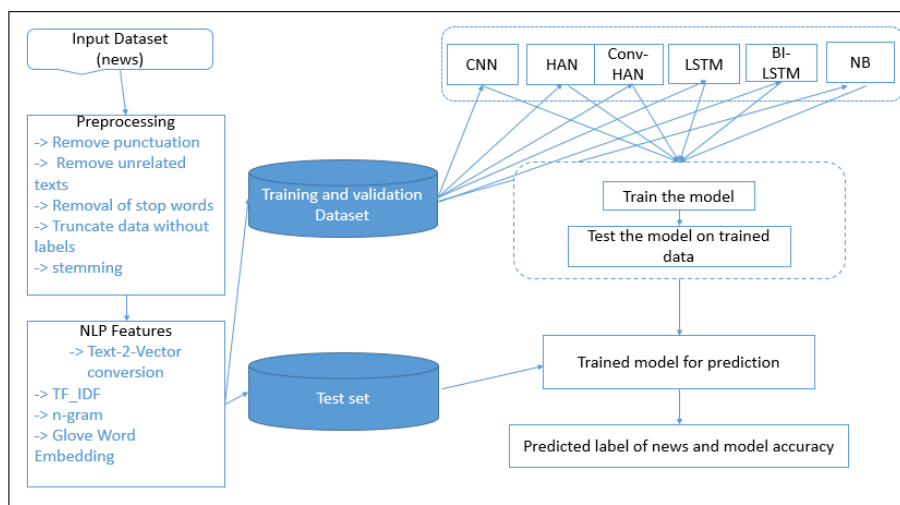 Input Dataset
(news)
Preprocessing
-> Remove punctuation
-> Remove unrelated
texts
-> Removal of stop words
-> Truncate data without
labels
-> stemming
NLP Features
-> Text-2-Vector
conversion
-> TF_IDF
-> n-gram
-> Glove Word
Embedding
Training and validation
Dataset
Test set
CNN
HAN
Conv-
HAN
LSTM
BI-
LSTM
NB
Train the model
Test the model on trained
data
Trained model for prediction
Predicted label of news and model accuracy